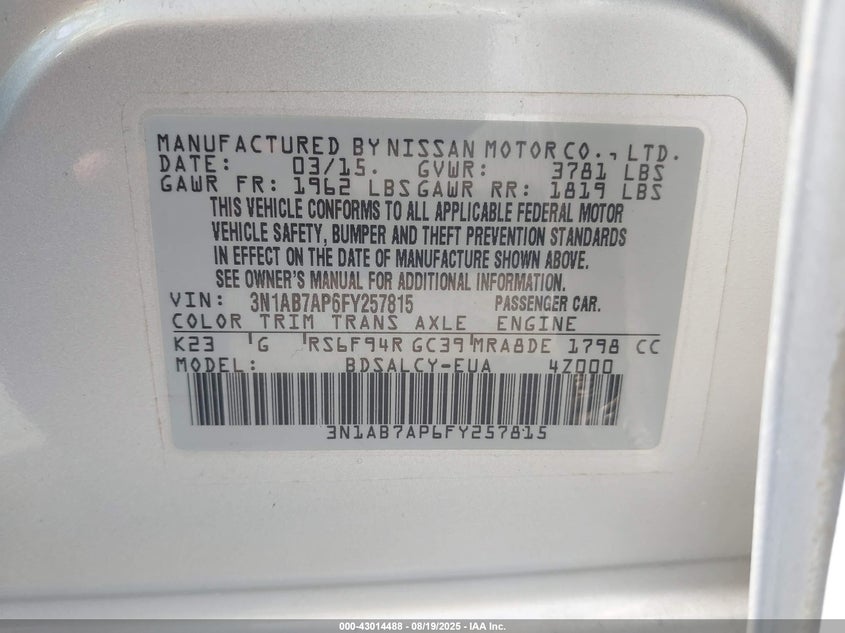 MANUFACTURED BY NISSAN MOTOR CO., LTD.
DATE: 03/15. GVWR: 3781 LBS
GAWR FR: 1962 LBS GAWR RR: 1819 LBS
THIS VEHICLE CONFORMS TO ALL APPLICABLE FEDERAL MOTOR
VEHICLE SAFETY, BUMPER AND THEFT PREVENTION STANDARDS
IN EFFECT ON THE DATE OF MANUFACTURE SHOWN ABOVE.
SEE OWNER'S MANUAL FOR ADDITIONAL INFORMATION.
VIN: 3N1AB7AP6FY257815 PASSENGER CAR.
COLOR TRIM TRANS AXLE ENGINE
K23 'G 'RS6F94R GC39'MRA8DE 1798 CC
MODEL: BDSALCY-EUA 4Z000
3N1AB7AP6FY257815
000-43014488 - 08/19/2025 - IAA Inc.